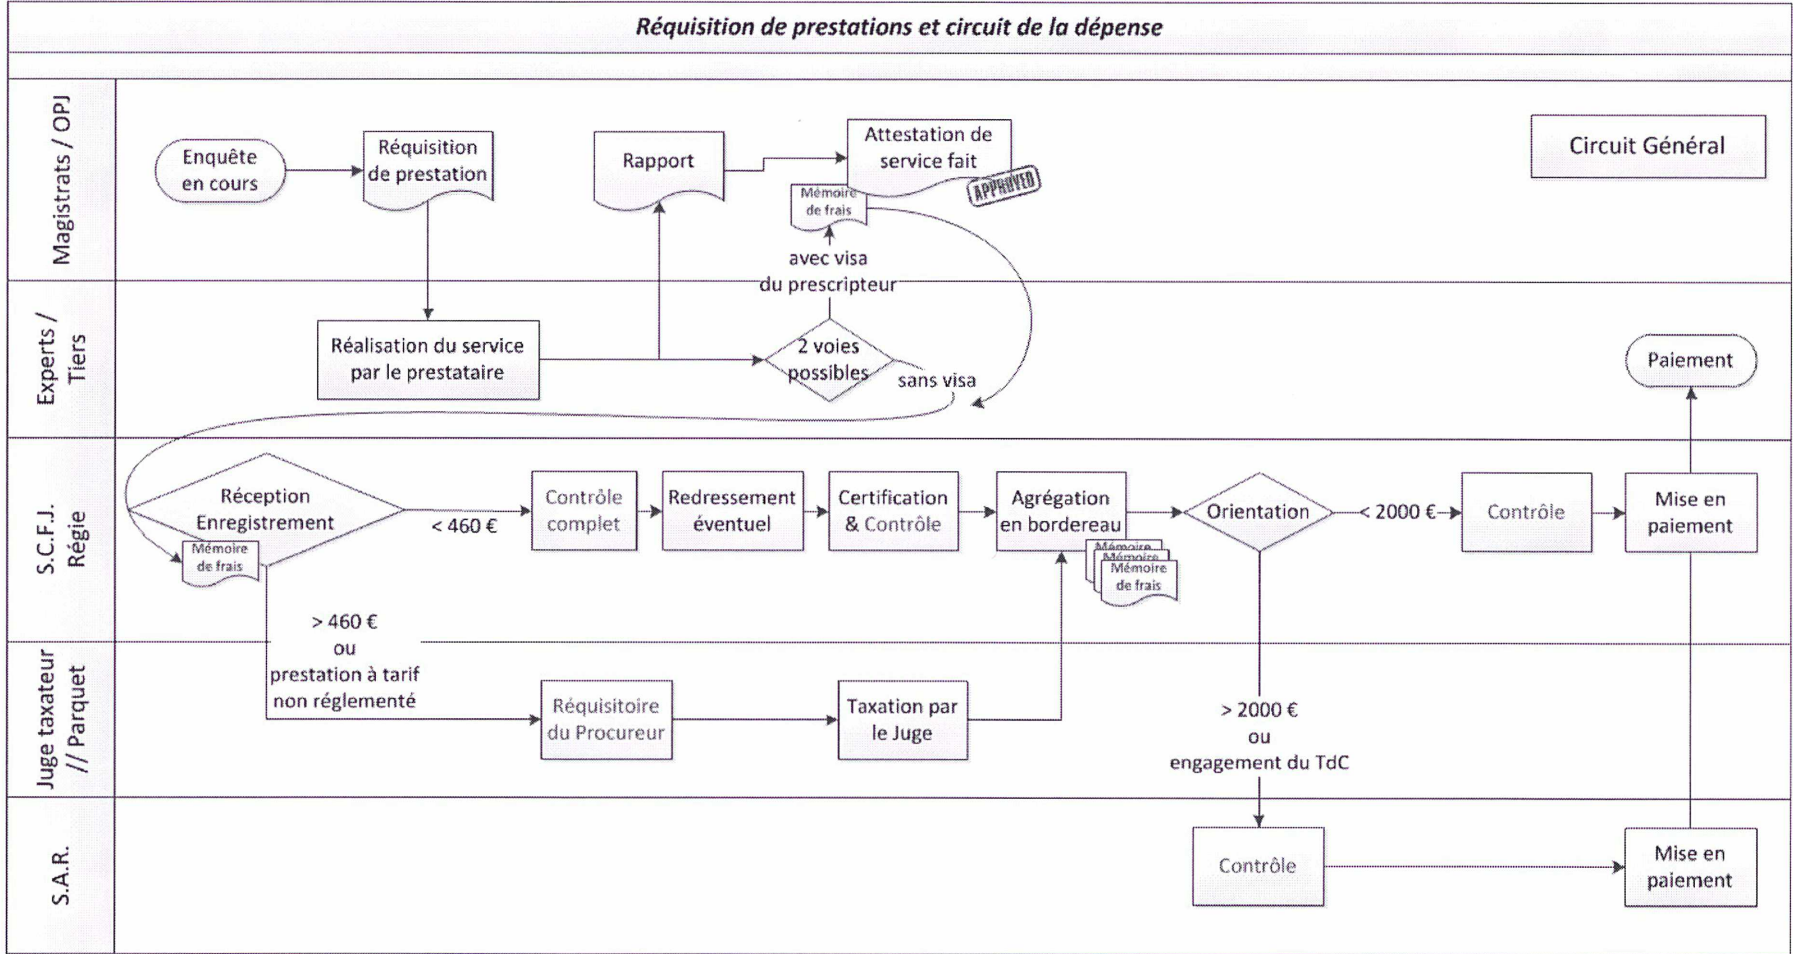 Réquisition de prestations et circuit de la dépense
Magistrats / OPJ
Enquête
en cours
Réquisition
de prestation
Rapport
Attestation de
service fait
APPROVED
Mémoire
de frais
Circuit Général
avec visa
du prescripteur
Experts /
Tiers
Réalisation du service
par le prestataire
2 voies
possibles
sans visa
Paiement
S.C.F.J.
Régie
Réception
Enregistrement
Mémoire
de frais
< 460 €
Contrôle
complet
Redressement
éventuel
Certification
& Contrôle
Agrégation
en bordereau
Mémoire
Mémoire
Mémoire
de frais
Orientation
< 2000 €
Contrôle
Mise en
paiement
> 460 €
ou
prestation à tarif
non réglementé
Juge taxateur
// Parquet
Réquisitoire
du Procureur
Taxation par
le Juge
> 2000 €
ou
engagement du TdC
S.A.R.
Contrôle
Mise en
paiement